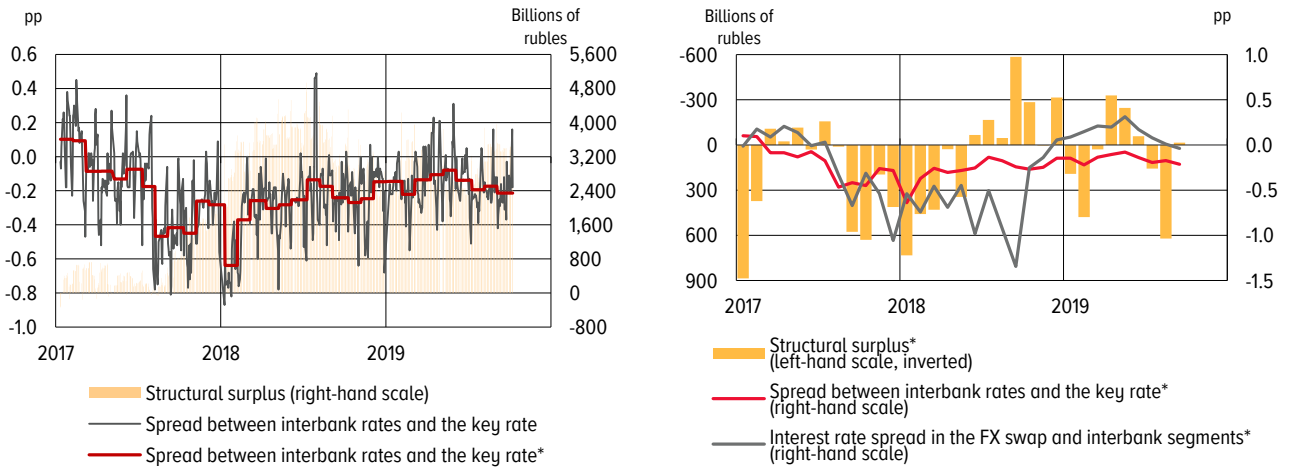 pp
Billions of
rubles
0.6
0.4
0.2
0.0
-0.2
-0.4
-0.6
-0.8
-1.0
5,600
4,800
4,000
3,200
2,400
1,600
800
0
-800
2017
2018
2019
Structural surplus (right-hand scale)
Spread between interbank rates and the key rate
Spread between interbank rates and the key rate*
Billions of
rubles
pp
-600
-300
0
300
600
900
1.0
0.5
0.0
-0.5
-1.0
-1.5
2017
2018
2019
Structural surplus*
(left-hand scale, inverted)
Spread between interbank rates and the key rate*
(right-hand scale)
Interest rate spread in the FX swap and interbank segments*
(right-hand scale)